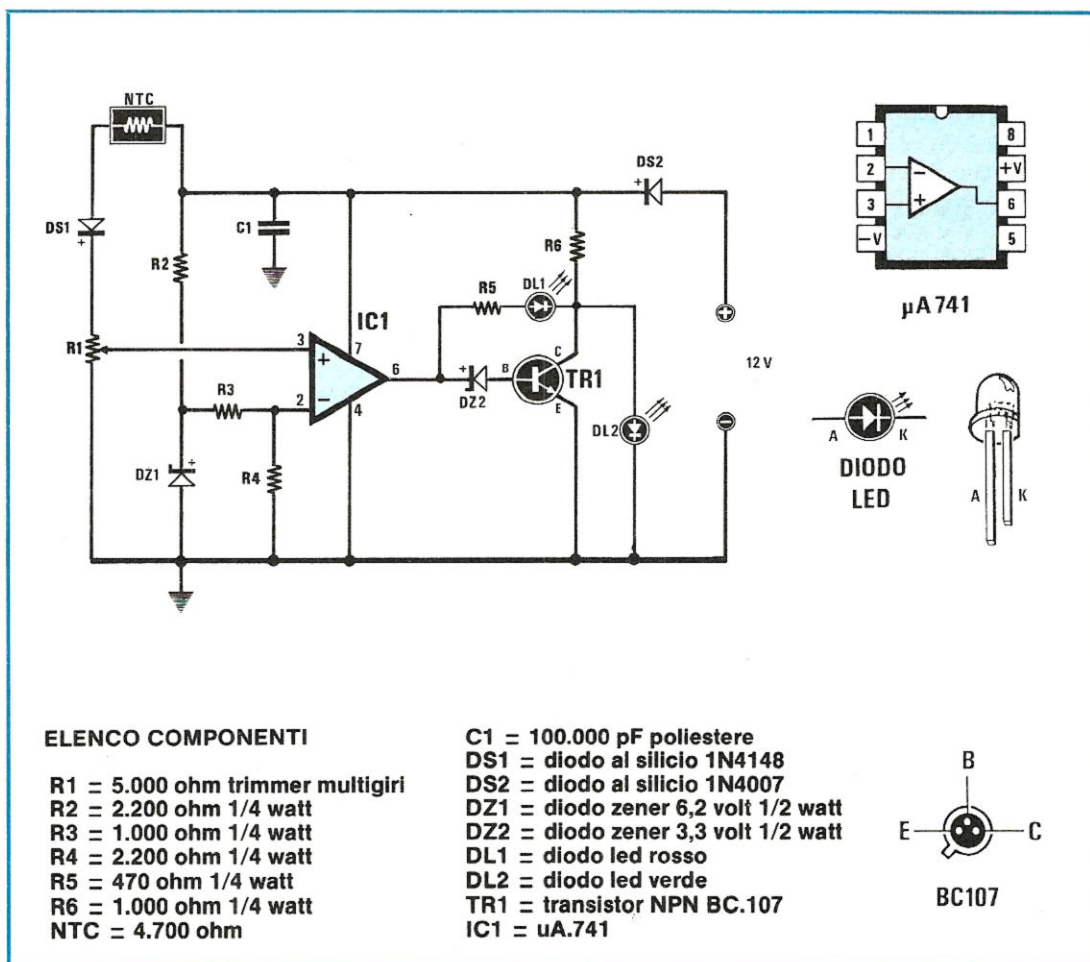 NTC
DS2
+
DS1
+
C1
R2
R6
R5
DL1
R1
IC1
3
+
7
6
2
−
4
R3
+
DZ2
B
C
E
TR1
DL2
DZ1
+
R4
+
12 V
−
1
8
2
−
+V
3
+
6
−V
5
µA 741
A
K
DIODO
LED
A
K
ELENCO COMPONENTI
R1 = 5.000 ohm trimmer multigiri
R2 = 2.200 ohm 1/4 watt
R3 = 1.000 ohm 1/4 watt
R4 = 2.200 ohm 1/4 watt
R5 = 470 ohm 1/4 watt
R6 = 1.000 ohm 1/4 watt
NTC = 4.700 ohm
C1 = 100.000 pF poliestere
DS1 = diodo al silicio 1N4148
DS2 = diodo al silicio 1N4007
DZ1 = diodo zener 6,2 volt 1/2 watt
DZ2 = diodo zener 3,3 volt 1/2 watt
DL1 = diodo led rosso
DL2 = diodo led verde
TR1 = transistor NPN BC.107
IC1 = uA.741
B
E
C
BC107